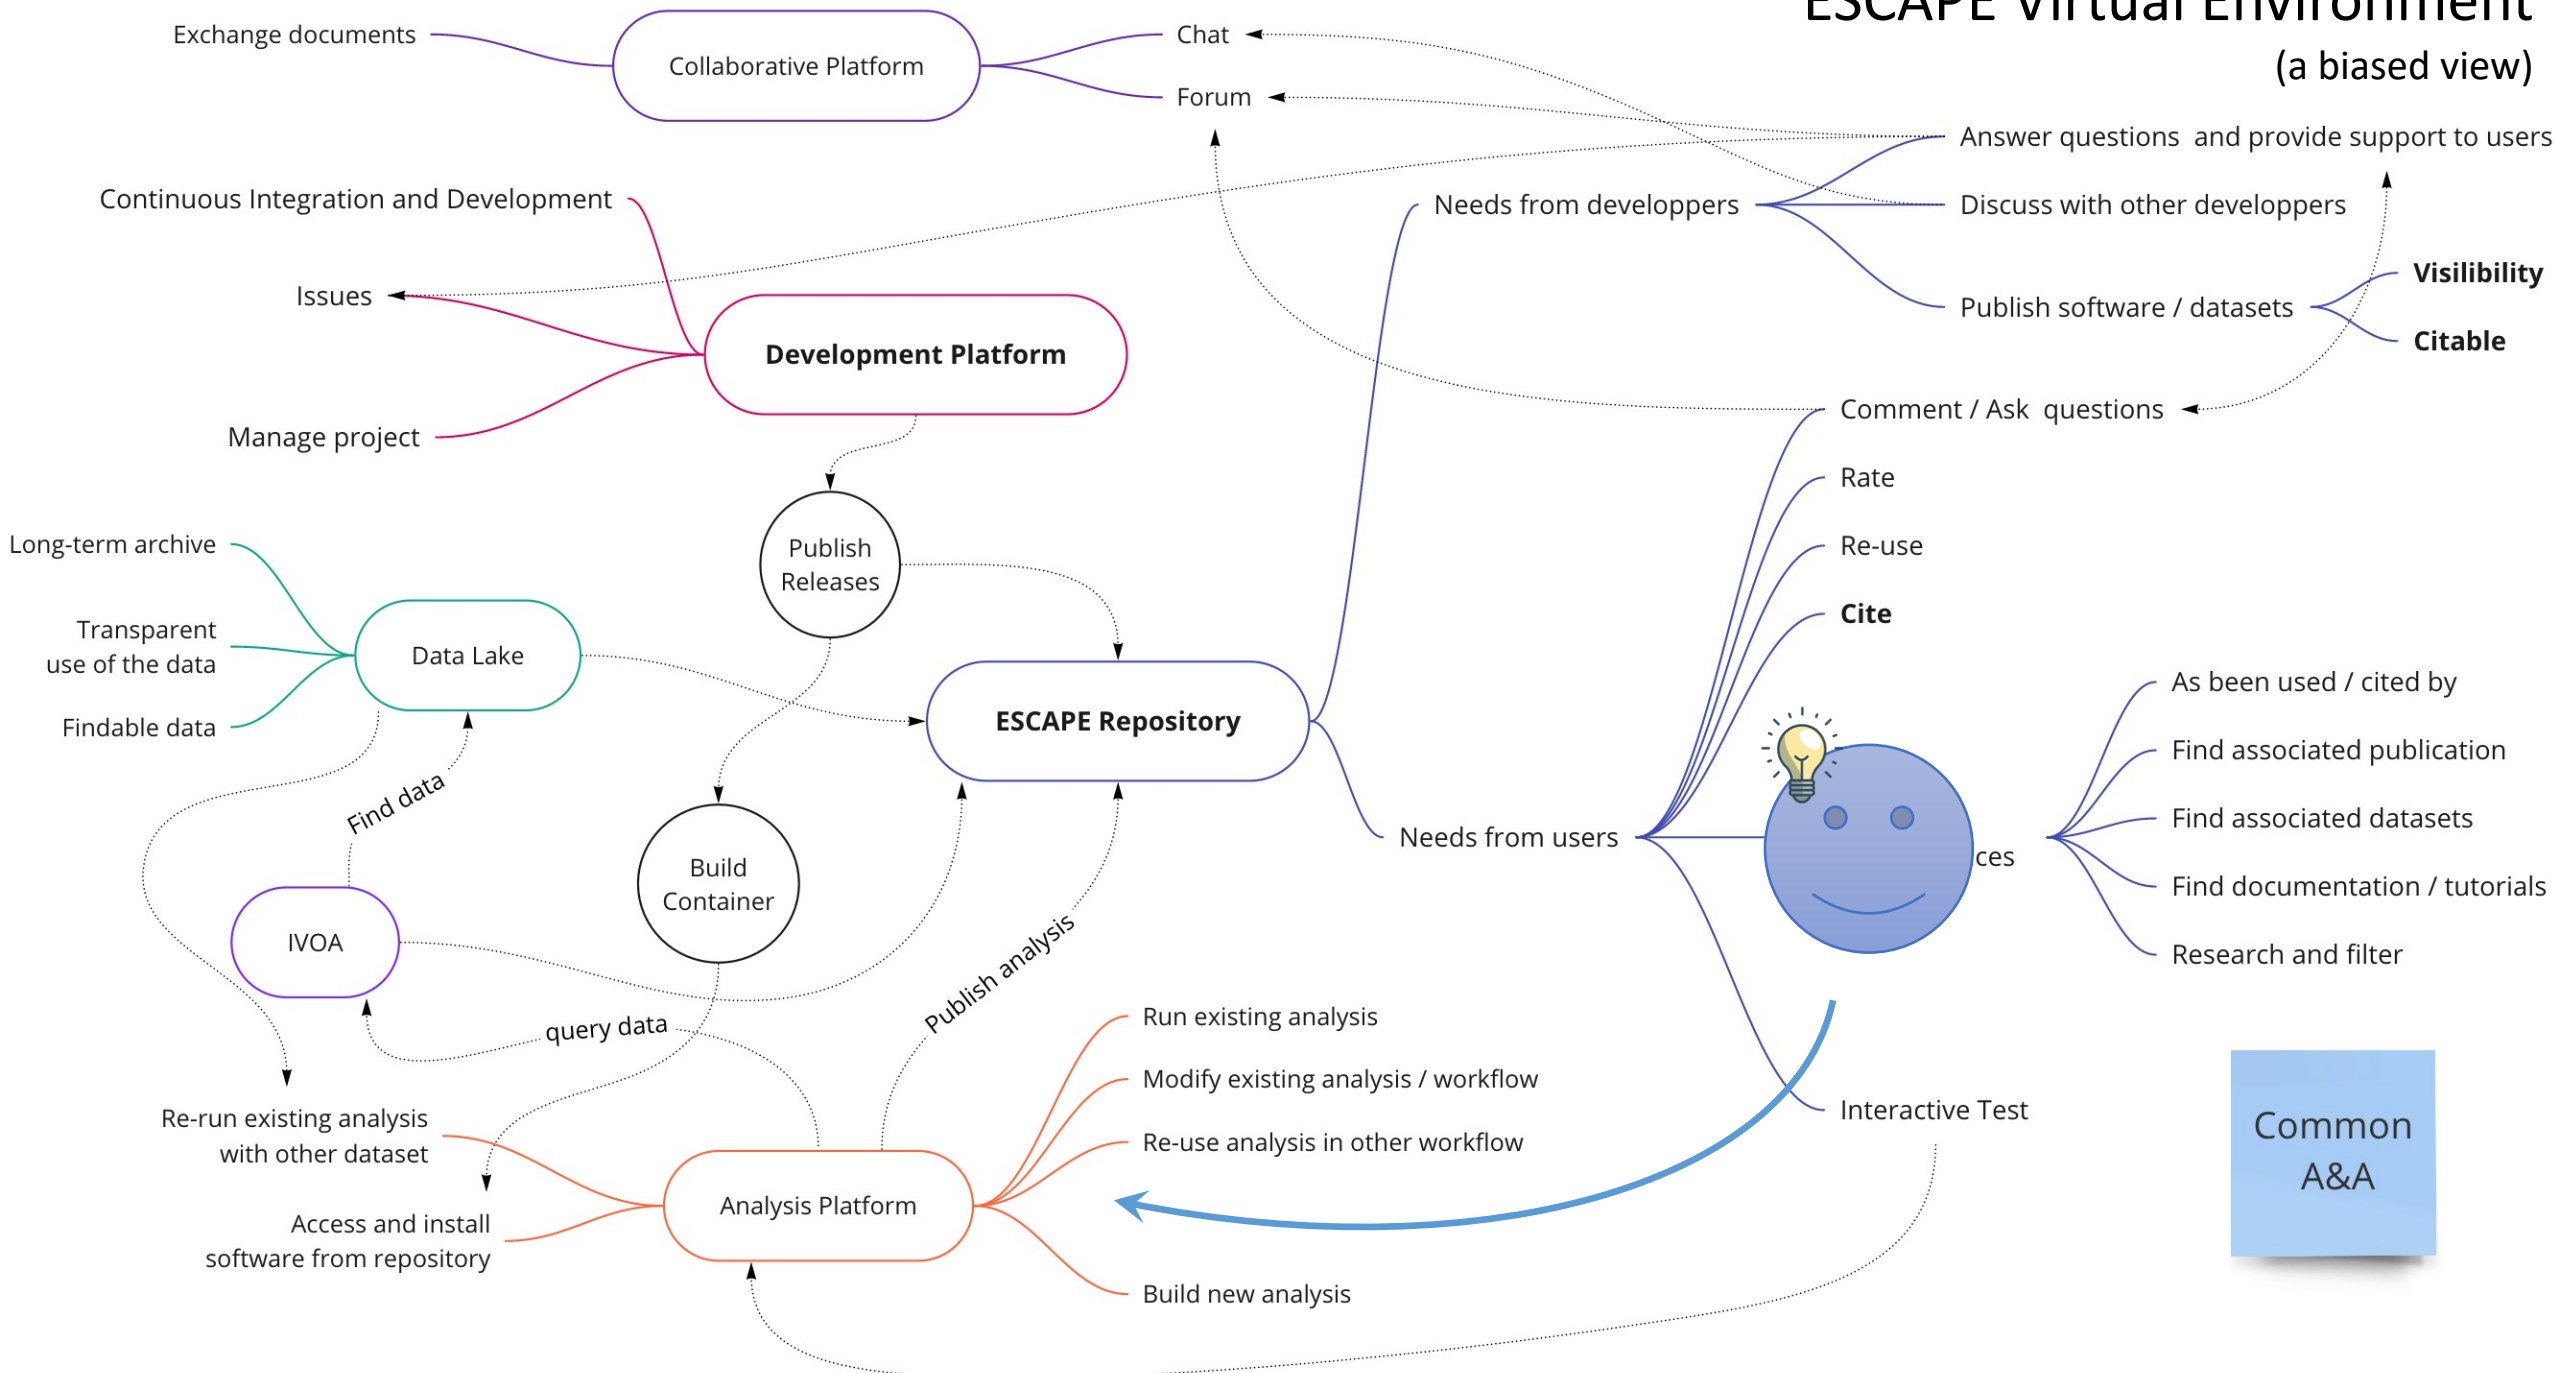 ESCAPE Virtual Environment
(a biased view)
Exchange documents
Collaborative Platform
Chat
Forum
Answer questions and provide support to users
Continuous Integration and Development
Needs from developpers
Discuss with other developpers
Issues
Visilibility
Publish software / datasets
Development Platform
Citable
Comment / Ask questions
Manage project
Rate
Long-term archive
Publish
Releases
Re-use
Cite
Transparent
use of the data
Data Lake
As been used / cited by
Findable data
ESCAPE Repository
Find associated publication
Find data
Find associated datasets
Needs from users
ces
Build
Container
Find documentation / tutorials
IVOA
Research and filter
Publish analysis
query data
Run existing analysis
Modify existing analysis / workflow
Re-run existing analysis
with other dataset
Re-use analysis in other workflow
Interactive Test
Common
A&A
Analysis Platform
Access and install
software from repository
Build new analysis